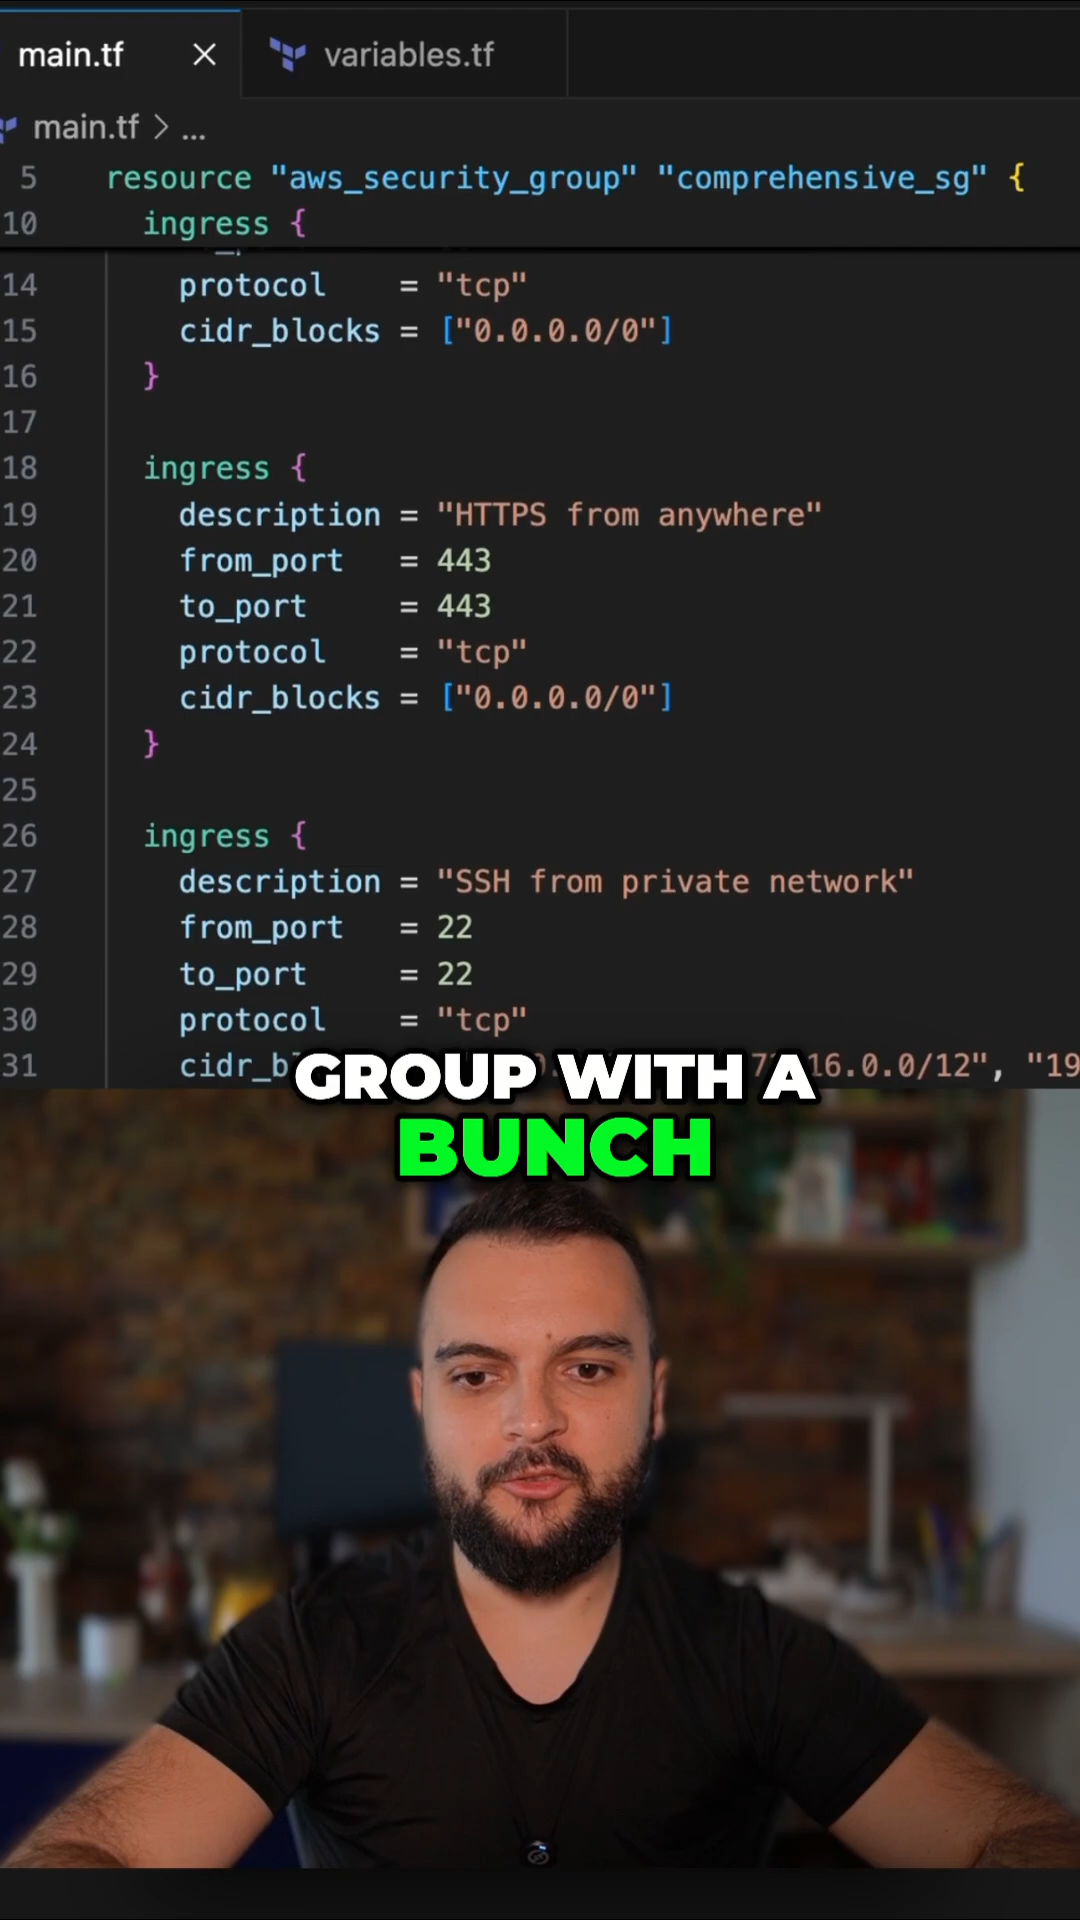 main.tf
variables.tf
main.tf > ...
5 resource "aws_security_group" "comprehensive_sg" {
10 ingress {
14 protocol = "tcp"
15 cidr_blocks = ["0.0.0.0/0"]
16 }
17
18 ingress {
19 description = "HTTPS from anywhere"
20 from_port = 443
21 to_port = 443
22 protocol = "tcp"
23 cidr_blocks = ["0.0.0.0/0"]
24 }
25
26 ingress {
27 description = "SSH from private network"
28 from_port = 22
29 to_port = 22
30 protocol = "tcp"
31 cidr_b 16.0.0/12", "19
GROUP WITH A
BUNCH